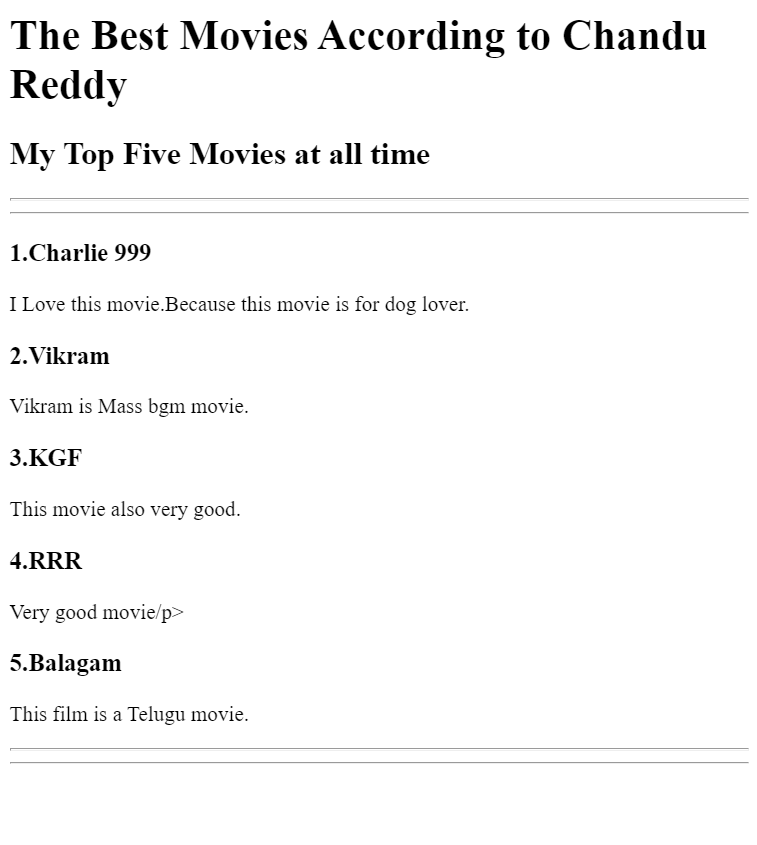 The Best Movies According to Chandu
Reddy
My Top Five Movies at all time
1.Charlie 999
I Love this movie.Because this movie is for dog lover.
2.Vikram
Vikram is Mass bgm movie.
3.KGF
This movie also very good.
4.RRR
Very good movie/p>
5.Balagam
This film is a Telugu movie.